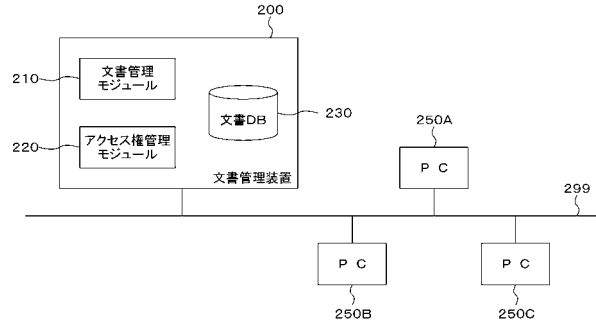 200
210
文書管理
モジュール
文書DB
230
220
アクセス権管理
モジュール
文書管理装置
250A
PC
299
PC
250B
PC
250C